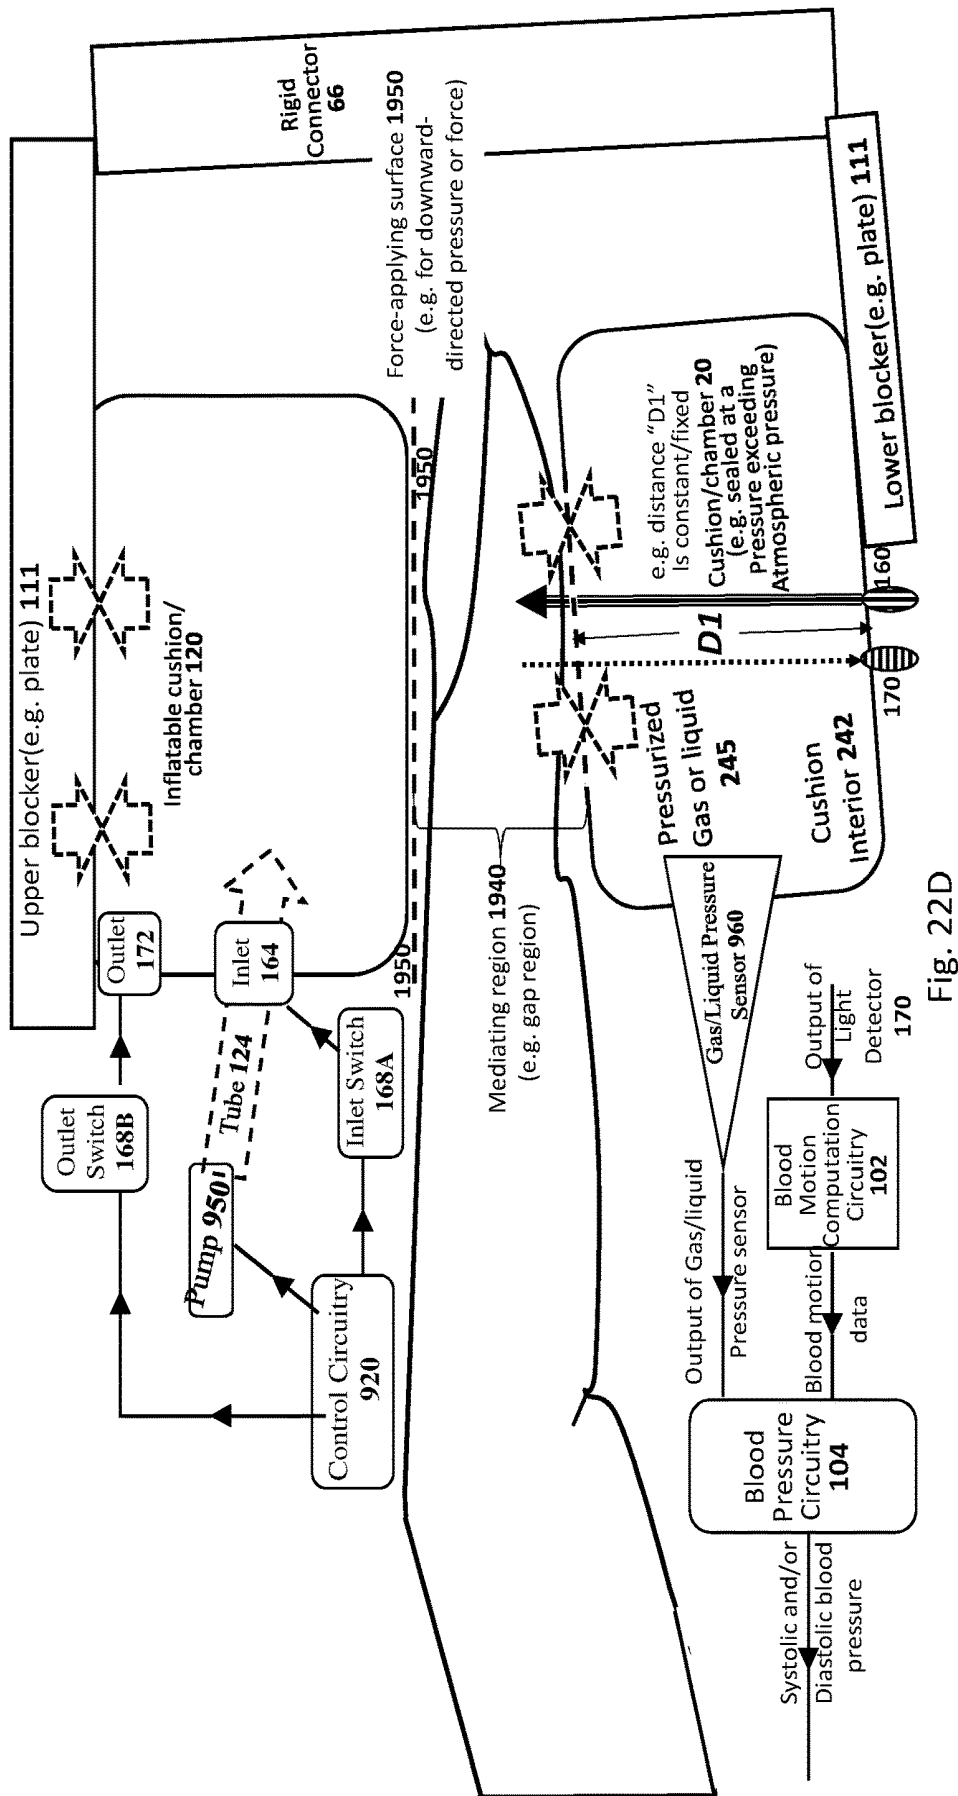 Upper blocker(e.g. plate) 111
Rigid
Connector
66
Force-applying surface 1950
(e.g. for downward-
directed pressure or force)
Inflatable cushion/
chamber 120
Outlet
172
Inlet
164
Tube 124
Outlet
Switch
168B
Inlet Switch
168A
Pump 950
Control Circuitry
920
1950
1950
Mediating region 1940
(e.g. gap region)
e.g. distance “D1”
Is constant/fixed
Cushion/chamber 20
(e.g. sealed at a
Pressure exceeding
Atmospheric pressure)
D1
Pressurized
Gas or liquid
245
Cushion
Interior 242
Lower blocker(e.g. plate) 111
160
170
Gas/Liquid Pressure
Sensor 960
Output of
Light
Detector
170
Blood
Motion
Computation
Circuitry
102
Output of Gas/liquid
Pressure sensor
Blood motion
data
Blood
Pressure
Circuitry
104
Systolic and/or
Diastolic blood
pressure
Fig. 22D